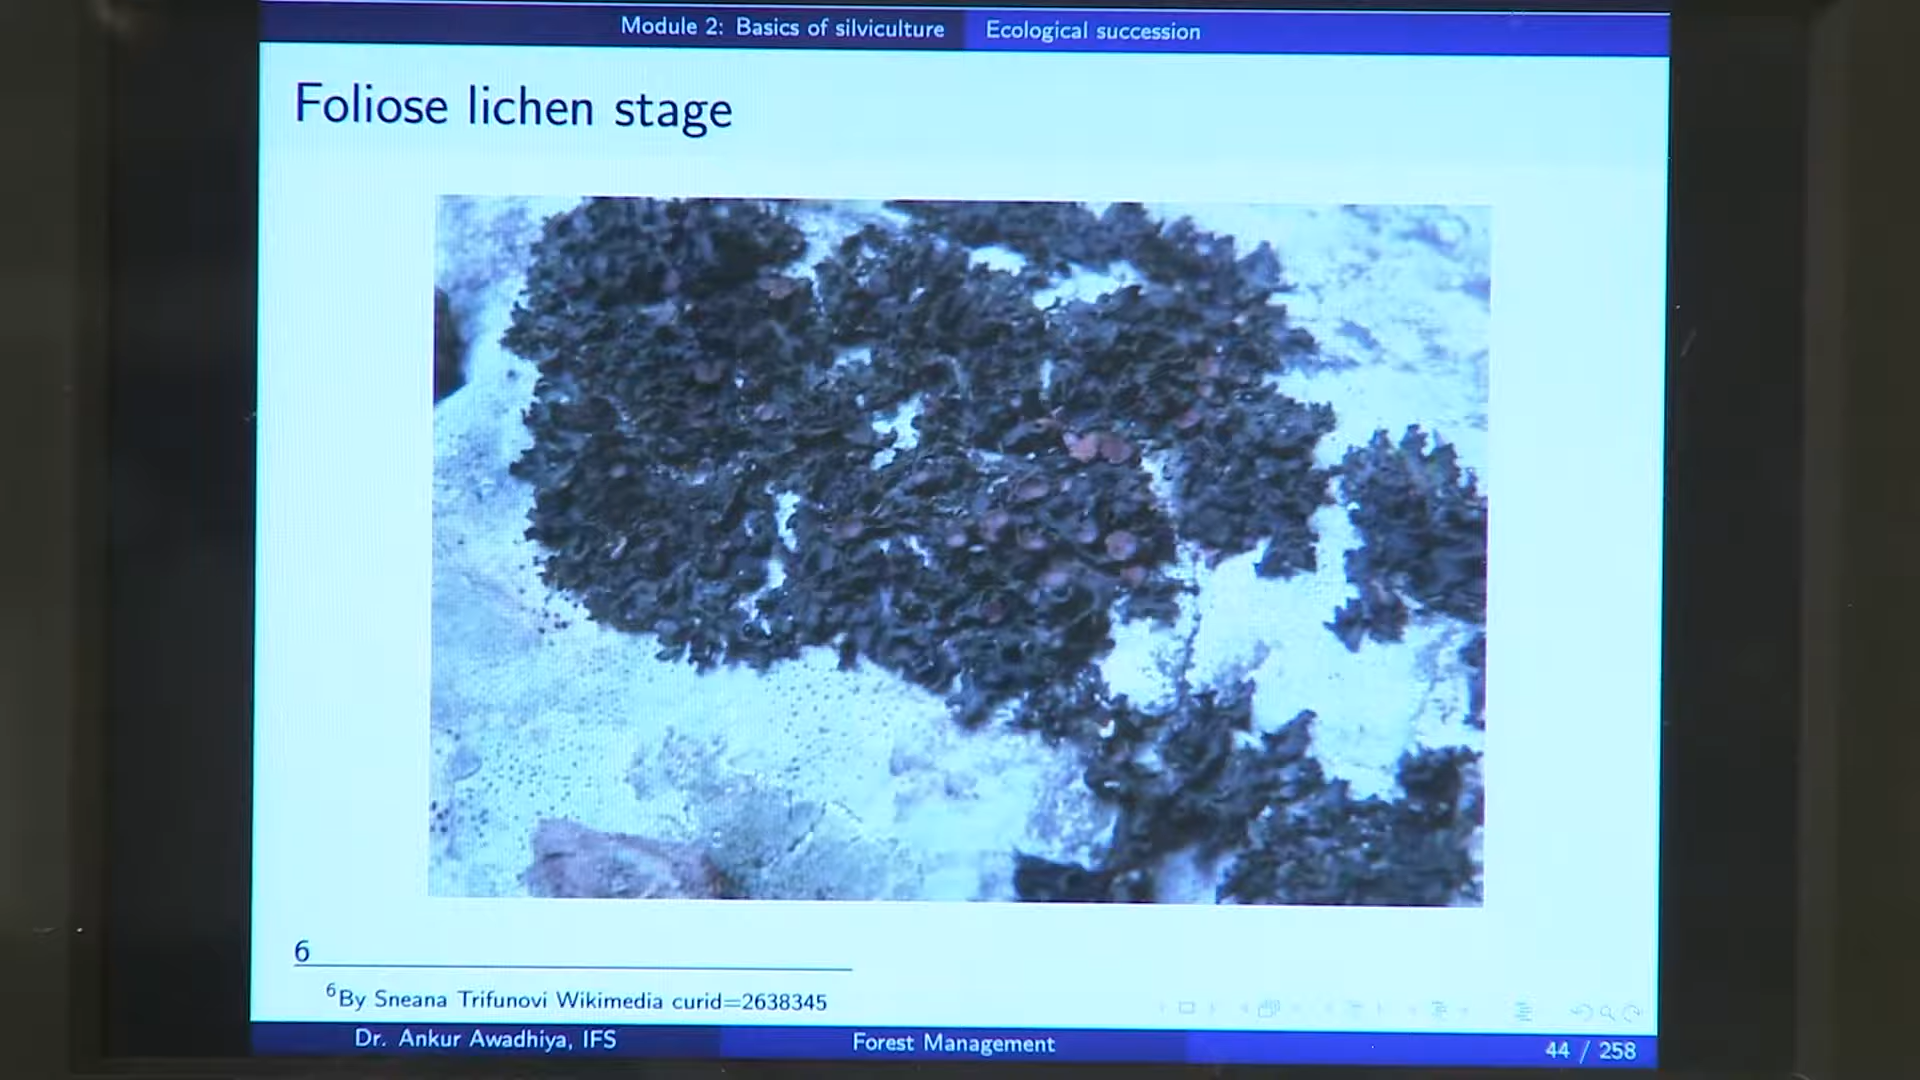 Module 2: Basics of silviculture Ecological succession
Foliose lichen stage
6
6By Sneana Trifunovi Wikimedia curid=2638345
Dr. Ankur Awadhiya, IFS Forest Management 44 / 258